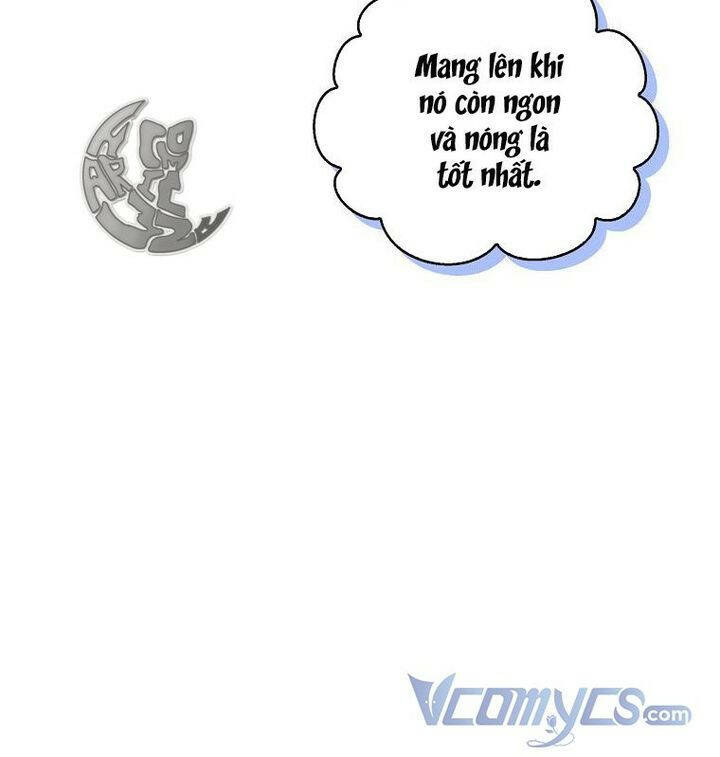 Mang lên khi
nó còn ngon
và nóng là
tốt nhất.
Vcomycs.com